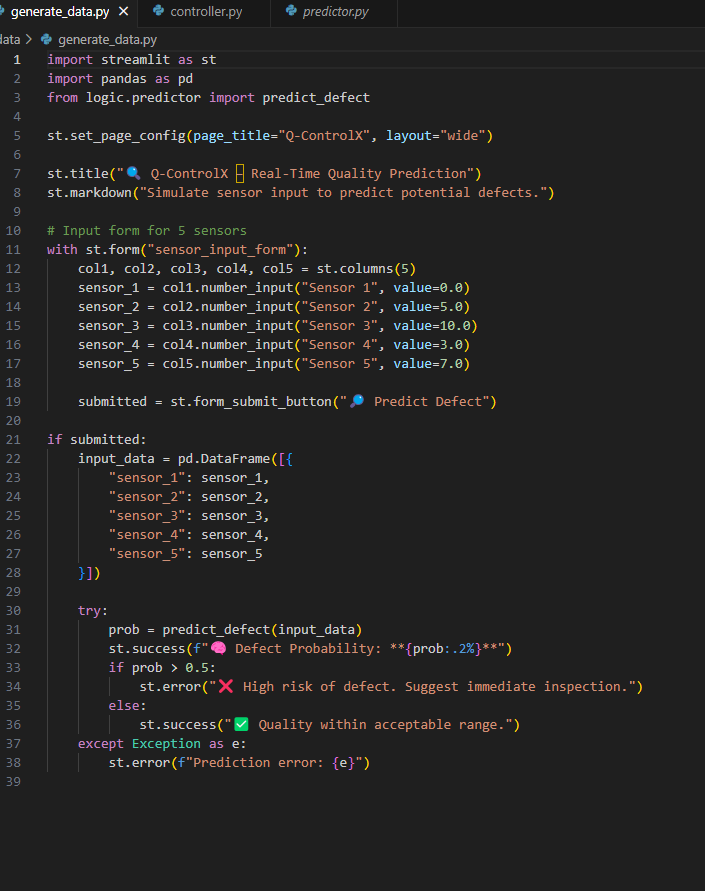 generate_data.py × controller.py predictor.py
data > generate_data.py
1 import streamlit as st
2 import pandas as pd
3 from logic.predictor import predict_defect
4
5 st.set_page_config(page_title="Q-ControlX", layout="wide")
6
7 st.title("🔍 Q-ControlX – Real-Time Quality Prediction")
8 st.markdown("Simulate sensor input to predict potential defects.")
9
10 # Input form for 5 sensors
11 with st.form("sensor_input_form"):
12     col1, col2, col3, col4, col5 = st.columns(5)
13     sensor_1 = col1.number_input("Sensor 1", value=0.0)
14     sensor_2 = col2.number_input("Sensor 2", value=5.0)
15     sensor_3 = col3.number_input("Sensor 3", value=10.0)
16     sensor_4 = col4.number_input("Sensor 4", value=3.0)
17     sensor_5 = col5.number_input("Sensor 5", value=7.0)
18
19     submitted = st.form_submit_button("🔎 Predict Defect")
20
21 if submitted:
22     input_data = pd.DataFrame([{
23         "sensor_1": sensor_1,
24         "sensor_2": sensor_2,
25         "sensor_3": sensor_3,
26         "sensor_4": sensor_4,
27         "sensor_5": sensor_5
28     }])
29
30     try:
31         prob = predict_defect(input_data)
32         st.success(f"🧠 Defect Probability: **{prob:.2%}**")
33         if prob > 0.5:
34             st.error("❌ High risk of defect. Suggest immediate inspection.")
35         else:
36             st.success("✅ Quality within acceptable range.")
37     except Exception as e:
38         st.error(f"Prediction error: {e}")
39